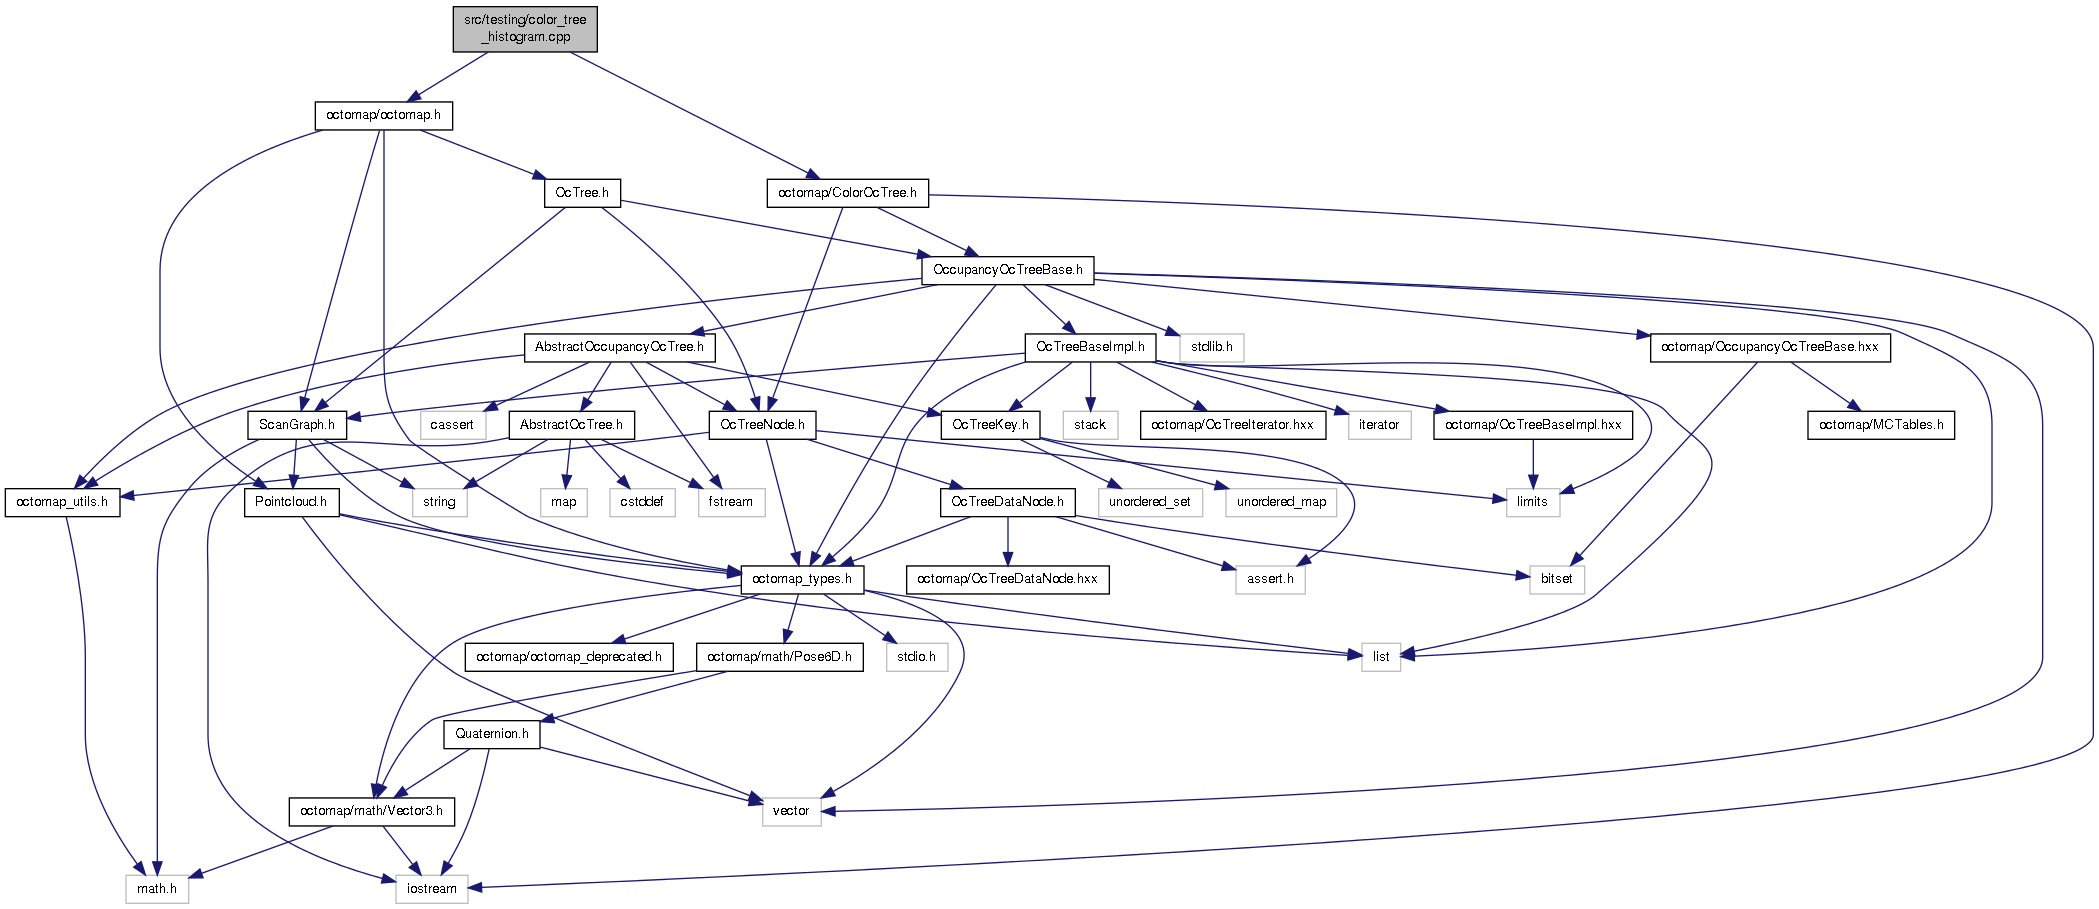 src/testing/color_tree
_histogram.cpp
octomap/octomap.h
OcTree.h
octomap/ColorOcTree.h
OccupancyOcTreeBase.h
AbstractOccupancyOcTree.h
OcTreeBaseImpl.h
stdlib.h
octomap/OccupancyOcTreeBase.hxx
ScanGraph.h
cassert
AbstractOcTree.h
OcTreeNode.h
OcTreeKey.h
stack
octomap/OcTreeIterator.hxx
iterator
octomap/OcTreeBaseImpl.hxx
octomap/MCTables.h
octomap_utils.h
Pointcloud.h
string
map
cstddef
fstream
OcTreeDataNode.h
unordered_set
unordered_map
limits
octomap_types.h
octomap/OcTreeDataNode.hxx
assert.h
bitset
octomap/octomap_deprecated.h
octomap/math/Pose6D.h
stdio.h
list
Quaternion.h
octomap/math/Vector3.h
vector
math.h
iostream